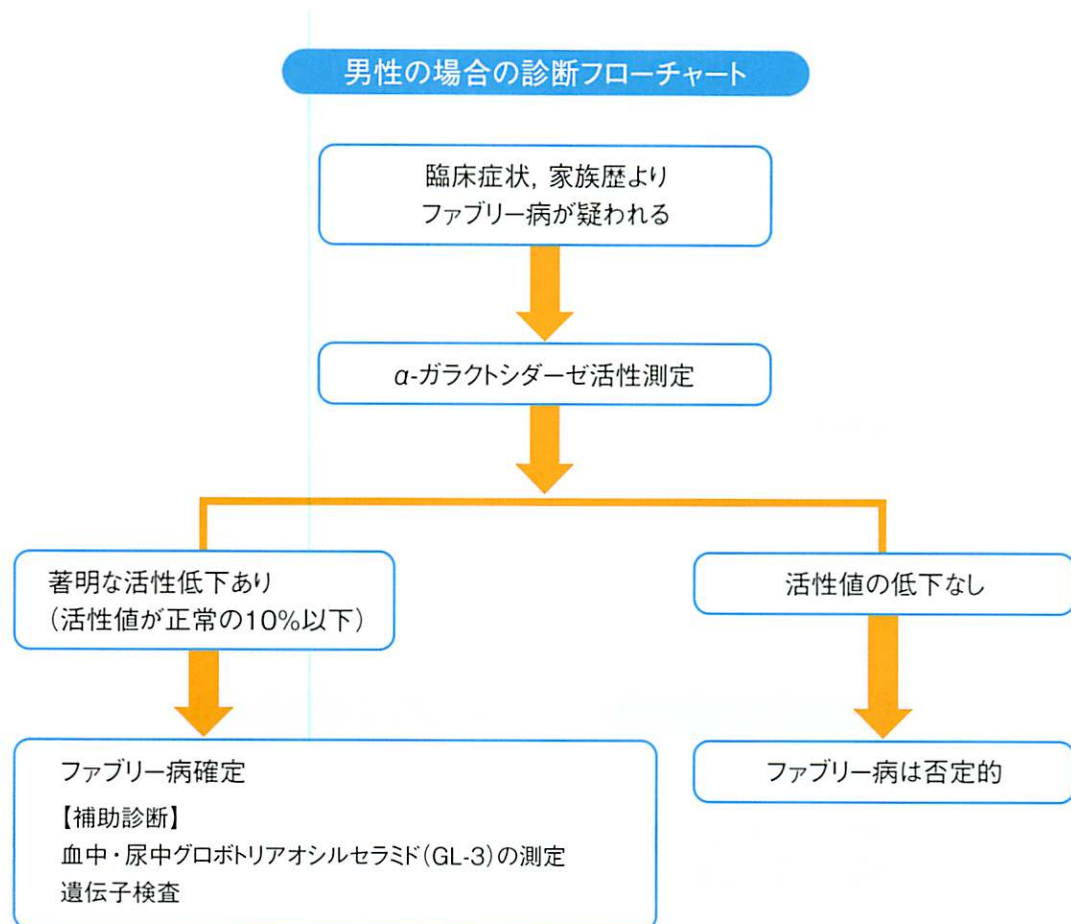 男性の場合の診断フローチャート
臨床症状，家族歴より
ファブリー病が疑われる
α-ガラクトシダーゼ活性測定
著明な活性低下あり
（活性値が正常の10%以下）
活性値の低下なし
ファブリー病確定
【補助診断】
血中・尿中グロボトリアオシルセラミド（GL-3）の測定
遺伝子検査
ファブリー病は否定的